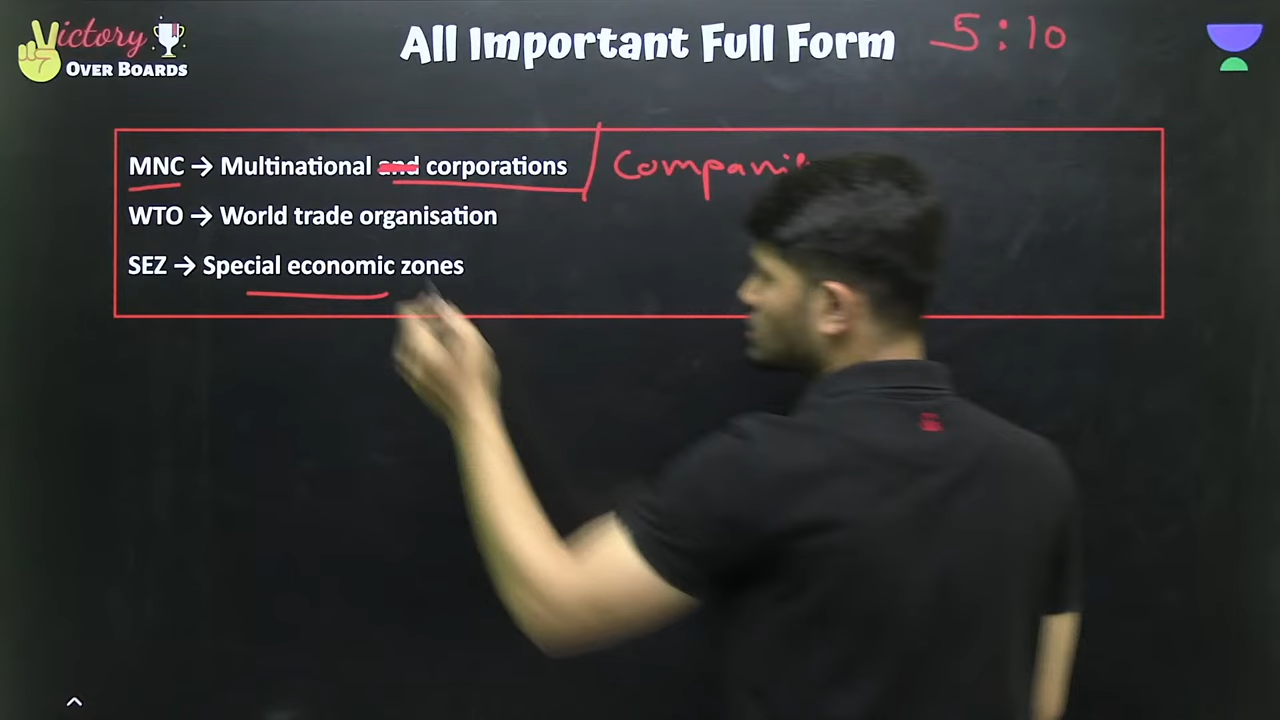 Victory
OVER BOARDS
All Important Full Form 5:10
MNC → Multinational and corporations / Compani
WTO → World trade organisation
SEZ → Special economic zones